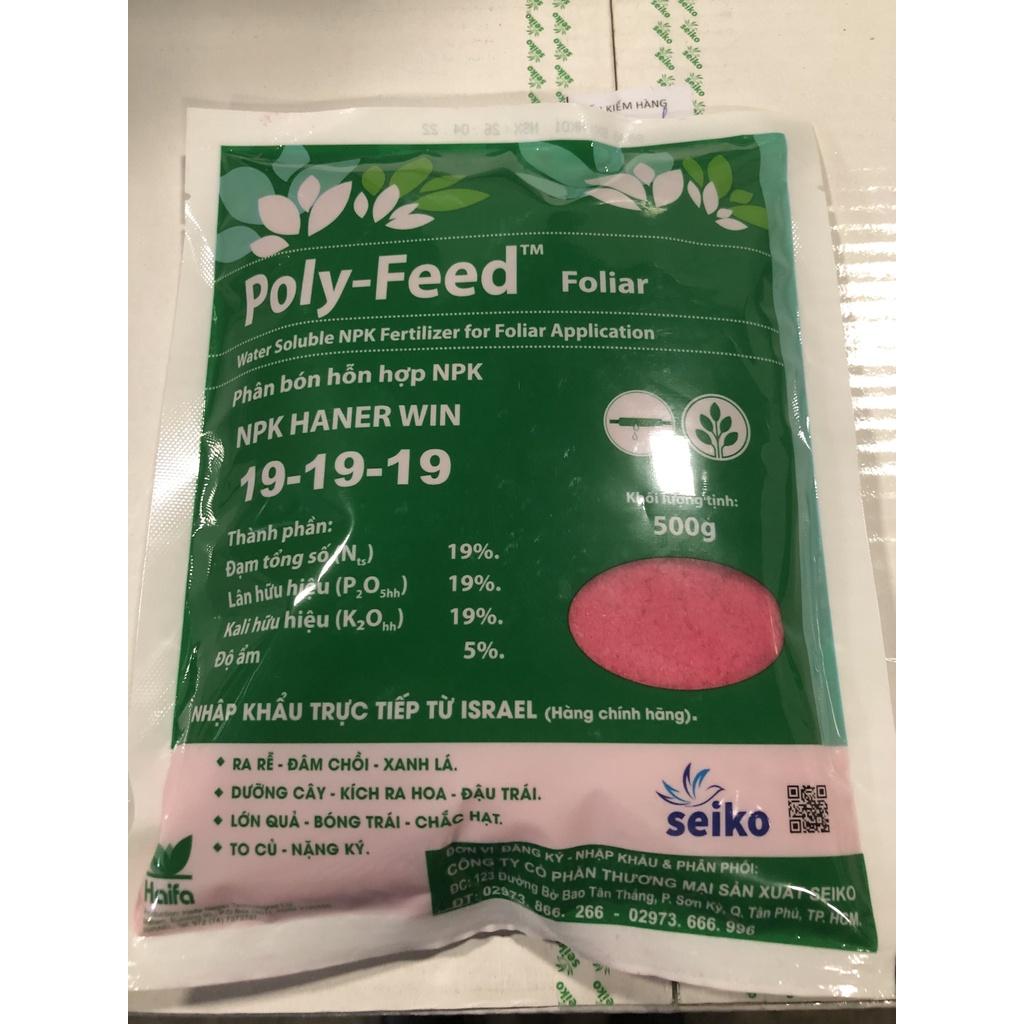 KIỂM HÀNG
NSX 26 04 22
Poly-Feed™ Foliar
Water Soluble NPK Fertilizer for Foliar Application
Phân bón hỗn hợp NPK
NPK HANER WIN
19-19-19
Khối lượng tịnh:
500g
Thành phần:
Đạm tổng số (Nts) 19%.
Lân hữu hiệu (P2O5hh) 19%.
Kali hữu hiệu (K2Ohh) 19%.
Độ ẩm 5%.
NHẬP KHẨU TRỰC TIẾP TỪ ISRAEL (Hàng chính hãng).
RA RỄ - ĐÂM CHỒI - XANH LÁ.
DƯỠNG CÂY - KÍCH RA HOA - ĐẬU TRÁI.
LỚN QUẢ - BÓNG TRÁI - CHẮC HẠT.
TO CỦ - NẶNG KÝ.
seiko
Haifa
ĐƠN VỊ ĐĂNG KÝ - NHẬP KHẨU & PHÂN PHỐI:
CÔNG TY CỔ PHẦN THƯƠNG MẠI SẢN XUẤT SEIKO
ĐC: 123 Đường Bờ Bao Tân Thắng, P. Sơn Kỳ, Q. Tân Phú, TP. HCM.
ĐT: 02973. 866. 266 - 02973. 666. 996